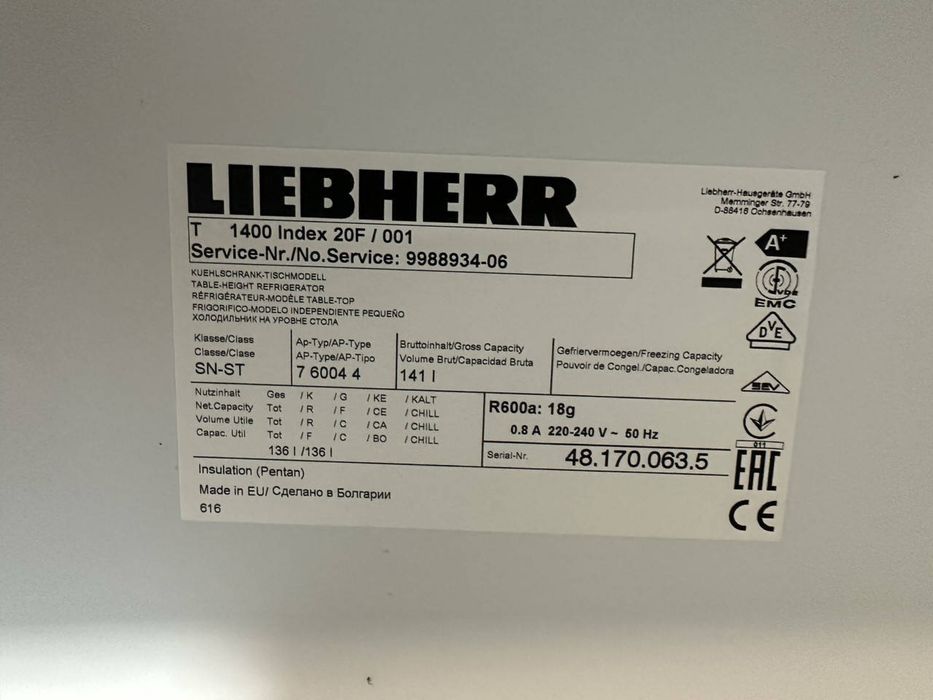 LIEBHERR
Liebherr-Hausgeräte GmbH
Memminger Str. 77-79
D-88416 Ochsenhausen
T 1400 Index 20F / 001
Service-Nr./No.Service: 9988934-06
A+
KUEHLSCHRANK-TISCHMODELL
TABLE-HEIGHT REFRIGERATOR
RÉFRIGÉRATEUR-MODÈLE TABLE-TOP
FRIGORIFICO-MODELO INDEPENDIENTE PEQUEÑO
ХОЛОДИЛЬНИК НА УРОВНЕ СТОЛА
VDE
EMC
DVE
Klasse/Class
Classe/Clase
SN-ST
Ap-Typ/AP-Type
AP-Type/AP-Tipo
7 6004 4
Bruttoinhalt/Gross Capacity
Volume Brut/Capacidad Bruta
141 l
Gefriervermoegen/Freezing Capacity
Pouvoir de Congel./Capac.Congeladora
SEV
Nutzinhalt Ges / K / G / KE / KALT
Net.Capacity Tot / R / F / CE / CHILL
Volume Utile Tot / R / C / CA / CHILL
Capac. Util Tot / F / C / BO / CHILL
136 l /136 l
R600a: 18g
0.8 A 220-240 V ~ 50 Hz
Serial-Nr. 48.170.063.5
011
EAC
CE
Insulation (Pentan)
Made in EU/ Сделано в Болгарии
616